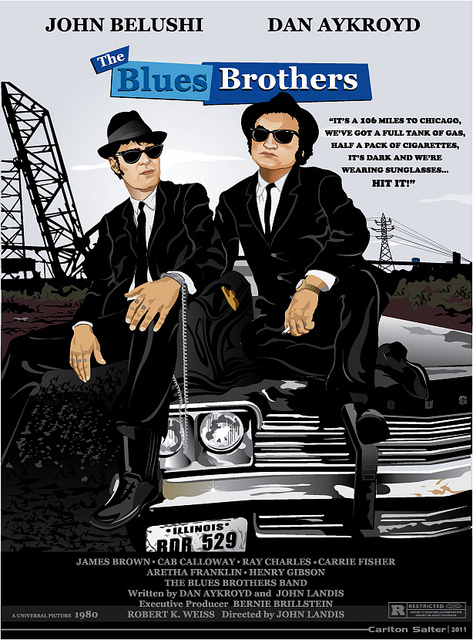 JOHN BELUSHI DAN AYKROYD
The
Blues Brothers
"IT'S A 106 MILES TO CHICAGO,
WE'VE GOT A FULL TANK OF GAS,
HALF A PACK OF CIGARETTES,
IT'S DARK AND WE'RE
WEARING SUNGLASSES...
HIT IT!"
•ILLINOIS•
BDR 529
JAMES BROWN • CAB CALLOWAY • RAY CHARLES • CARRIE FISHER
ARETHA FRANKLIN • HENRY GIBSON
THE BLUES BROTHERS BAND
Written by DAN AYKROYD and JOHN LANDIS
Executive Producer BERNIE BRILLSTEIN
A UNIVERSAL PICTURE 1980 ROBERT K. WEISS Directed by JOHN LANDIS
R RESTRICTED
Carlton Salter | 2011